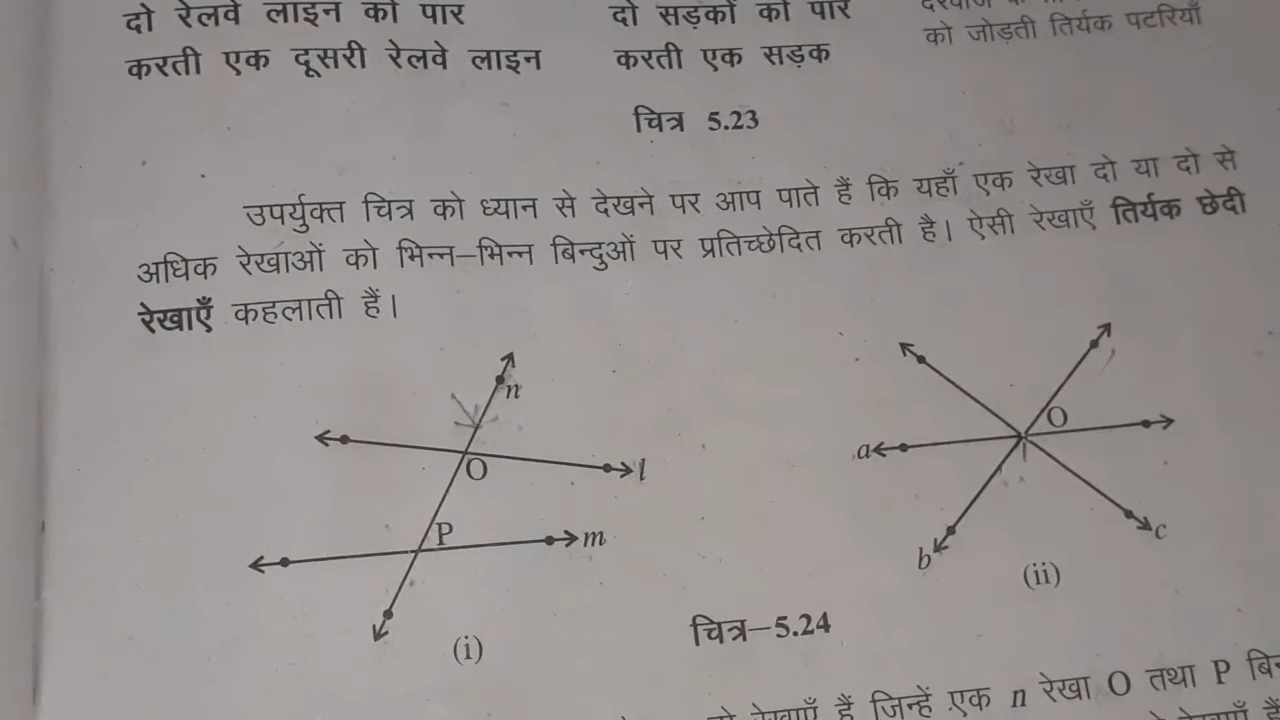 दो रेलवे लाइन को पार
करती एक दूसरी रेलवे लाइन
दो सड़कों को पार
करती एक सड़क
को जोड़ती तिर्यक पटरियाँ
चित्र 5.23
उपर्युक्त चित्र को ध्यान से देखने पर आप पाते हैं कि यहाँ एक रेखा दो या दो से
अधिक रेखाओं को भिन्न–भिन्न बिन्दुओं पर प्रतिच्छेदित करती है। ऐसी रेखाएँ तिर्यक छेदी
रेखाएँ कहलाती हैं।
n
O
l
P
m
(i)
a
O
b
c
(ii)
चित्र–5.24
रेखाएँ हैं जिन्हें एक n रेखा O तथा P